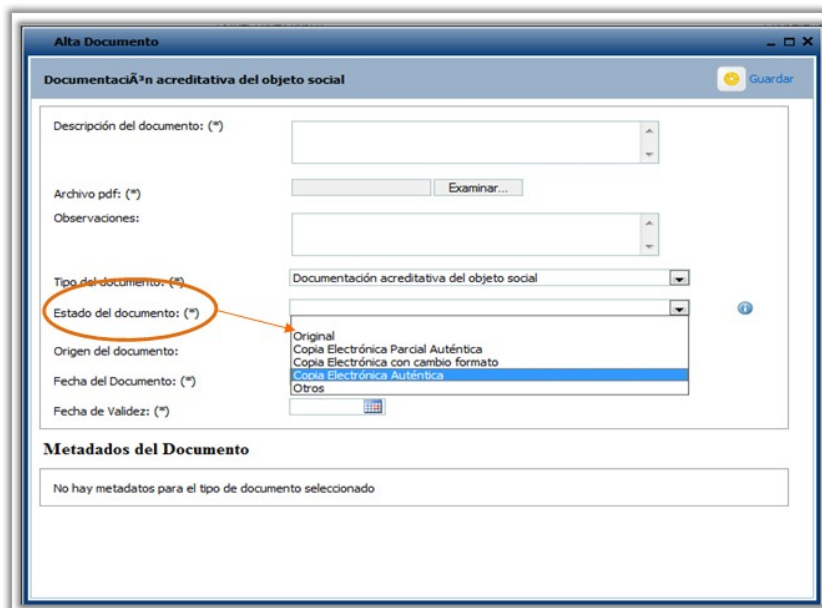 Alta Documento
DocumentaciÃ³n acreditativa del objeto social
Guardar
Descripción del documento: (*)
Archivo pdf: (*)
Examinar...
Observaciones:
Tipo del documento: (*)
Documentación acreditativa del objeto social
Estado del documento: (*)
Original
Copia Electrónica Parcial Auténtica
Origen del documento:
Copia Electrónica con cambio formato
Copia Electrónica Auténtica
Fecha del Documento: (*)
Otros
Fecha de Validez: (*)
Metadados del Documento
No hay metadatos para el tipo de documento seleccionado